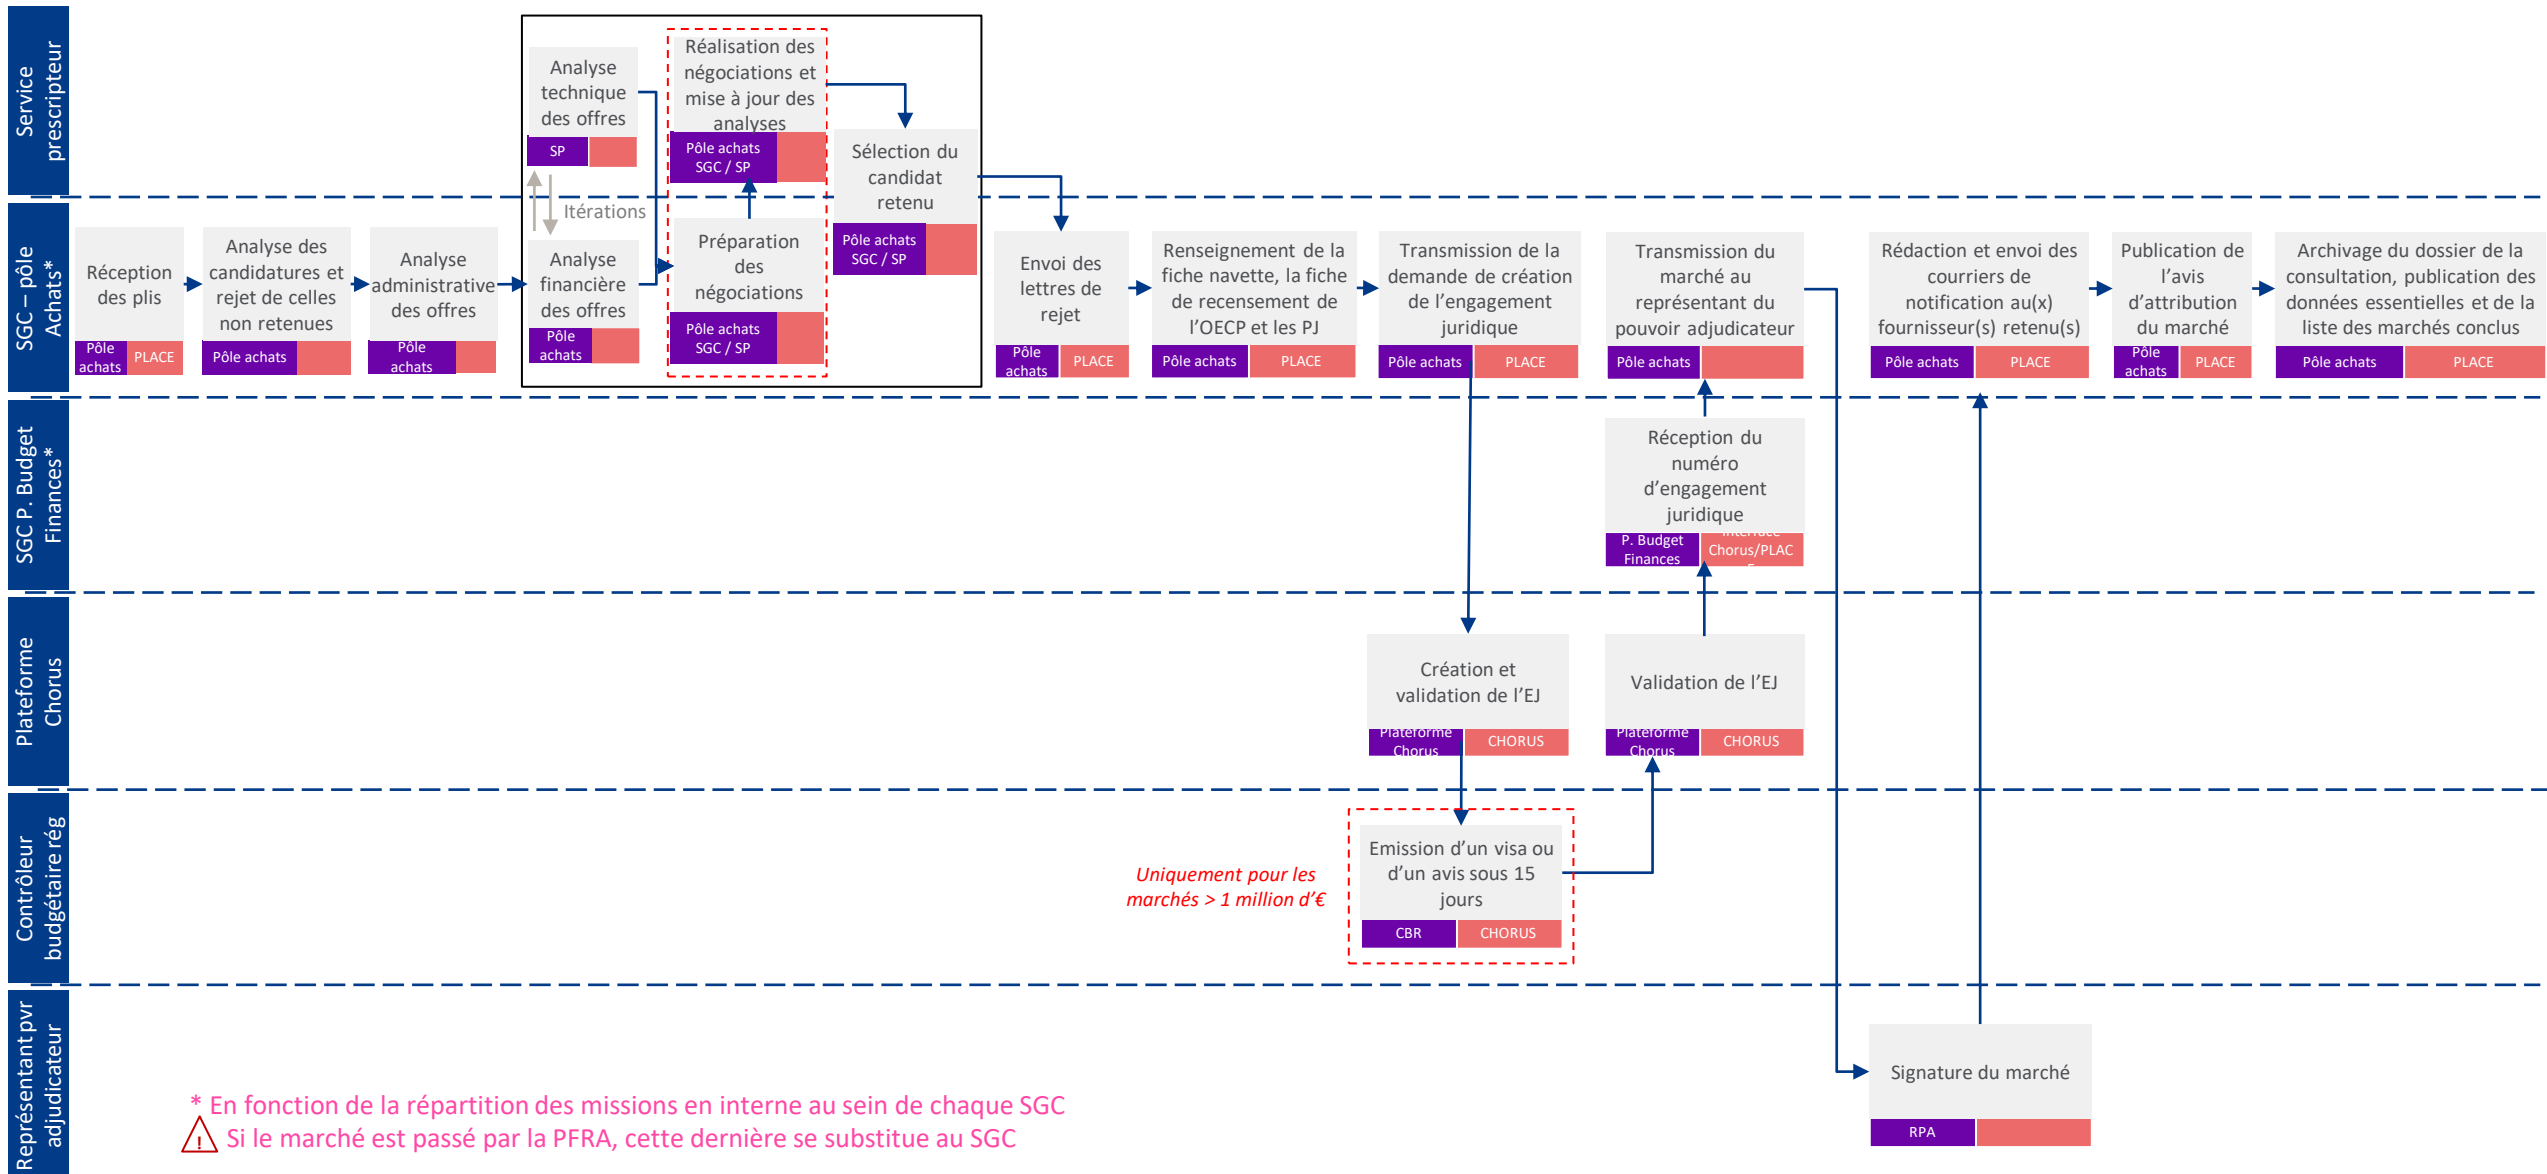 Service
prescripteur
Analyse
technique
des offres
SP
Réalisation des
négociations et
mise à jour des
analyses
Pôle achats
SGC / SP
Sélection du
candidat
retenu
Pôle achats
SGC / SP
Itérations
SGC – pôle
Achats*
Réception
des plis
Pôle
achats
PLACE
Analyse des
candidatures et
rejet de celles
non retenues
Pôle achats
Analyse
administrative
des offres
Pôle
achats
Analyse
financière
des offres
Pôle
achats
Préparation
des
négociations
Pôle achats
SGC / SP
Envoi des
lettres de
rejet
Pôle
achats
PLACE
Renseignement de la
fiche navette, la fiche
de recensement de
l’OECP et les PJ
Pôle achats
PLACE
Transmission de la
demande de création
de l’engagement
juridique
Pôle achats
PLACE
Transmission du
marché au
représentant du
pouvoir adjudicateur
Pôle achats
Rédaction et envoi des
courriers de
notification au(x)
fournisseur(s) retenu(s)
Pôle achats
PLACE
Publication de
l’avis
d’attribution
du marché
Pôle
achats
PLACE
Archivage du dossier de la
consultation, publication des
données essentielles et de la
liste des marchés conclus
Pôle achats
PLACE
SGC P. Budget
Finances*
Réception du
numéro
d’engagement
juridique
P. Budget
Finances
Interface
Chorus/PLAC
E
Plateforme
Chorus
Création et
validation de l’EJ
Plateforme
Chorus
CHORUS
Validation de l’EJ
Plateforme
Chorus
CHORUS
Contrôleur
budgétaire rég
Uniquement pour les
marchés > 1 million d’€
Emission d’un visa ou
d’un avis sous 15
jours
CBR
CHORUS
Représentant pvr
adjudicateur
Signature du marché
RPA
* En fonction de la répartition des missions en interne au sein de chaque SGC
! Si le marché est passé par la PFRA, cette dernière se substitue au SGC